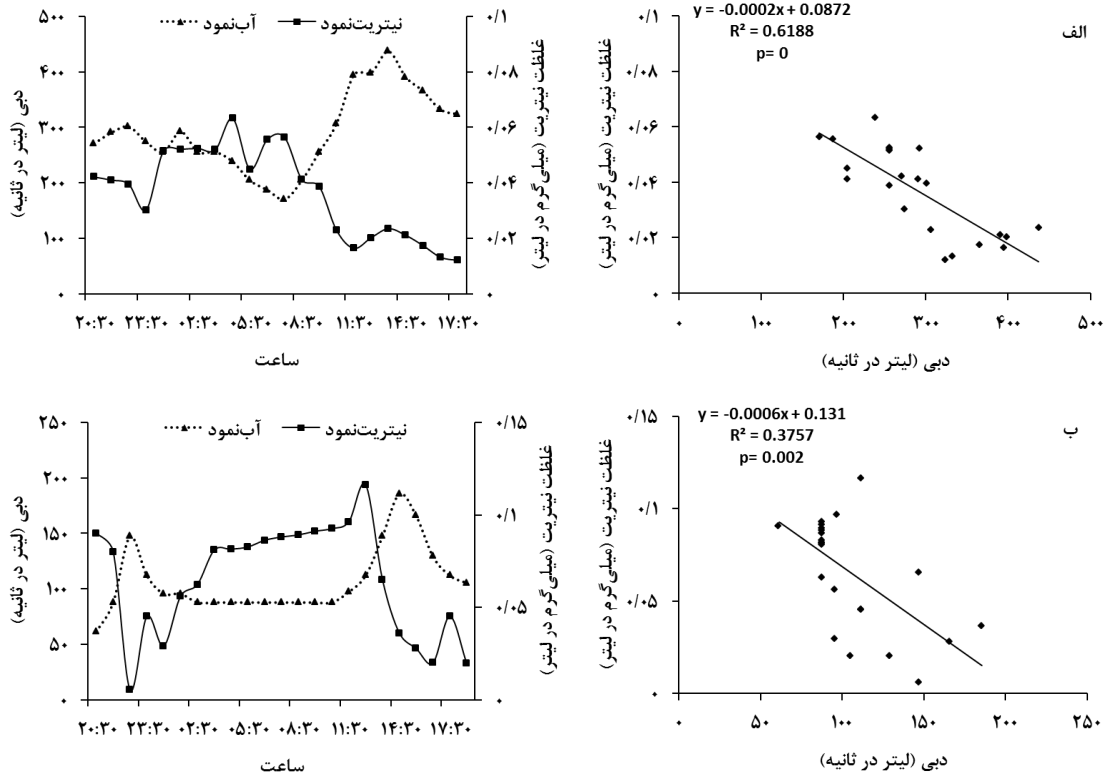 آب‌نمود نیتریت‌نمود
دبی (لیتر در ثانیه)
۵۰۰
۴۰۰
۳۰۰
۲۰۰
۱۰۰
۰
۰/۱
۰/۰۸
۰/۰۶
۰/۰۴
۰/۰۲
۰
غلظت نیتریت (میلی‌گرم در لیتر)
۲۰:۳۰ ۲۳:۳۰ ۰۲:۳۰ ۰۵:۳۰ ۰۸:۳۰ ۱۱:۳۰ ۱۴:۳۰ ۱۷:۳۰
ساعت
y = -0.0002x + 0.0872
R² = 0.6188
p= 0
الف
غلظت نیتریت (میلی‌گرم در لیتر)
۰/۱
۰/۰۸
۰/۰۶
۰/۰۴
۰/۰۲
۰
۰ ۱۰۰ ۲۰۰ ۳۰۰ ۴۰۰ ۵۰۰
دبی (لیتر در ثانیه)
آب‌نمود نیتریت‌نمود
دبی (لیتر در ثانیه)
۲۵۰
۲۰۰
۱۵۰
۱۰۰
۵۰
۰
۰/۱۵
۰/۱
۰/۰۵
۰
غلظت نیتریت (میلی‌گرم در لیتر)
۲۰:۳۰ ۲۳:۳۰ ۰۲:۳۰ ۰۵:۳۰ ۰۸:۳۰ ۱۱:۳۰ ۱۴:۳۰ ۱۷:۳۰
ساعت
y = -0.0006x + 0.131
R² = 0.3757
p= 0.002
ب
غلظت نیتریت (میلی‌گرم در لیتر)
۰/۱۵
۰/۱
۰/۰۵
۰
۰ ۵۰ ۱۰۰ ۱۵۰ ۲۰۰ ۲۵۰
دبی (لیتر در ثانیه)